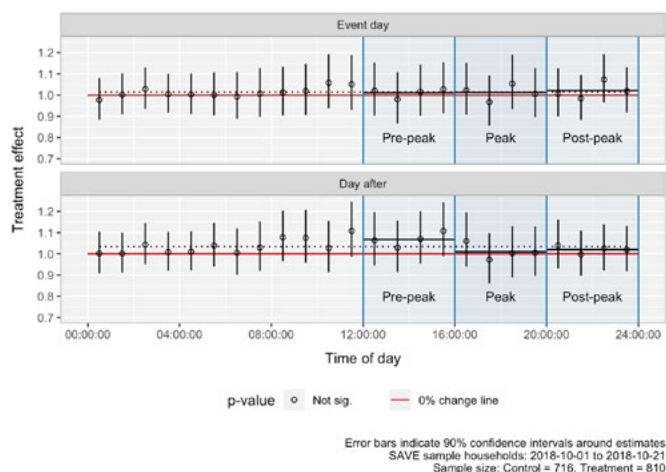 Event day
1.2
1.1
1.0
0.9
0.8
0.7
Pre-peak
Peak
Post-peak
Treatment effect
Day after
1.2
1.1
1.0
0.9
0.8
0.7
Pre-peak
Peak
Post-peak
00:00:00
04:00:00
08:00:00
12:00:00
16:00:00
20:00:00
24:00:00
Time of day
p-value
Not sig.
0% change line
Error bars indicate 90% confidence intervals around estimates
SAVE sample households: 2018-10-01 to 2018-10-21
Sample size: Control = 716, Treatment = 810